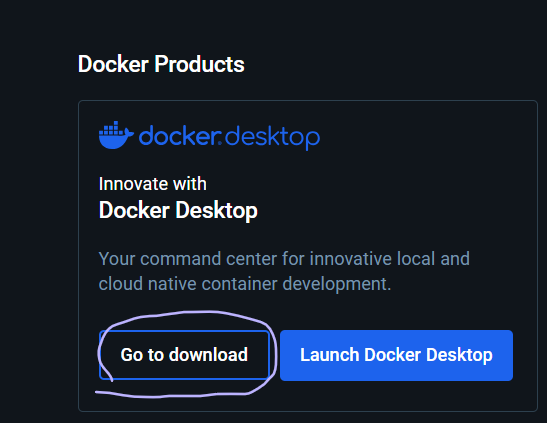 Docker Products
docker.desktop
Innovate with
Docker Desktop
Your command center for innovative local and
cloud native container development.
Go to download
Launch Docker Desktop